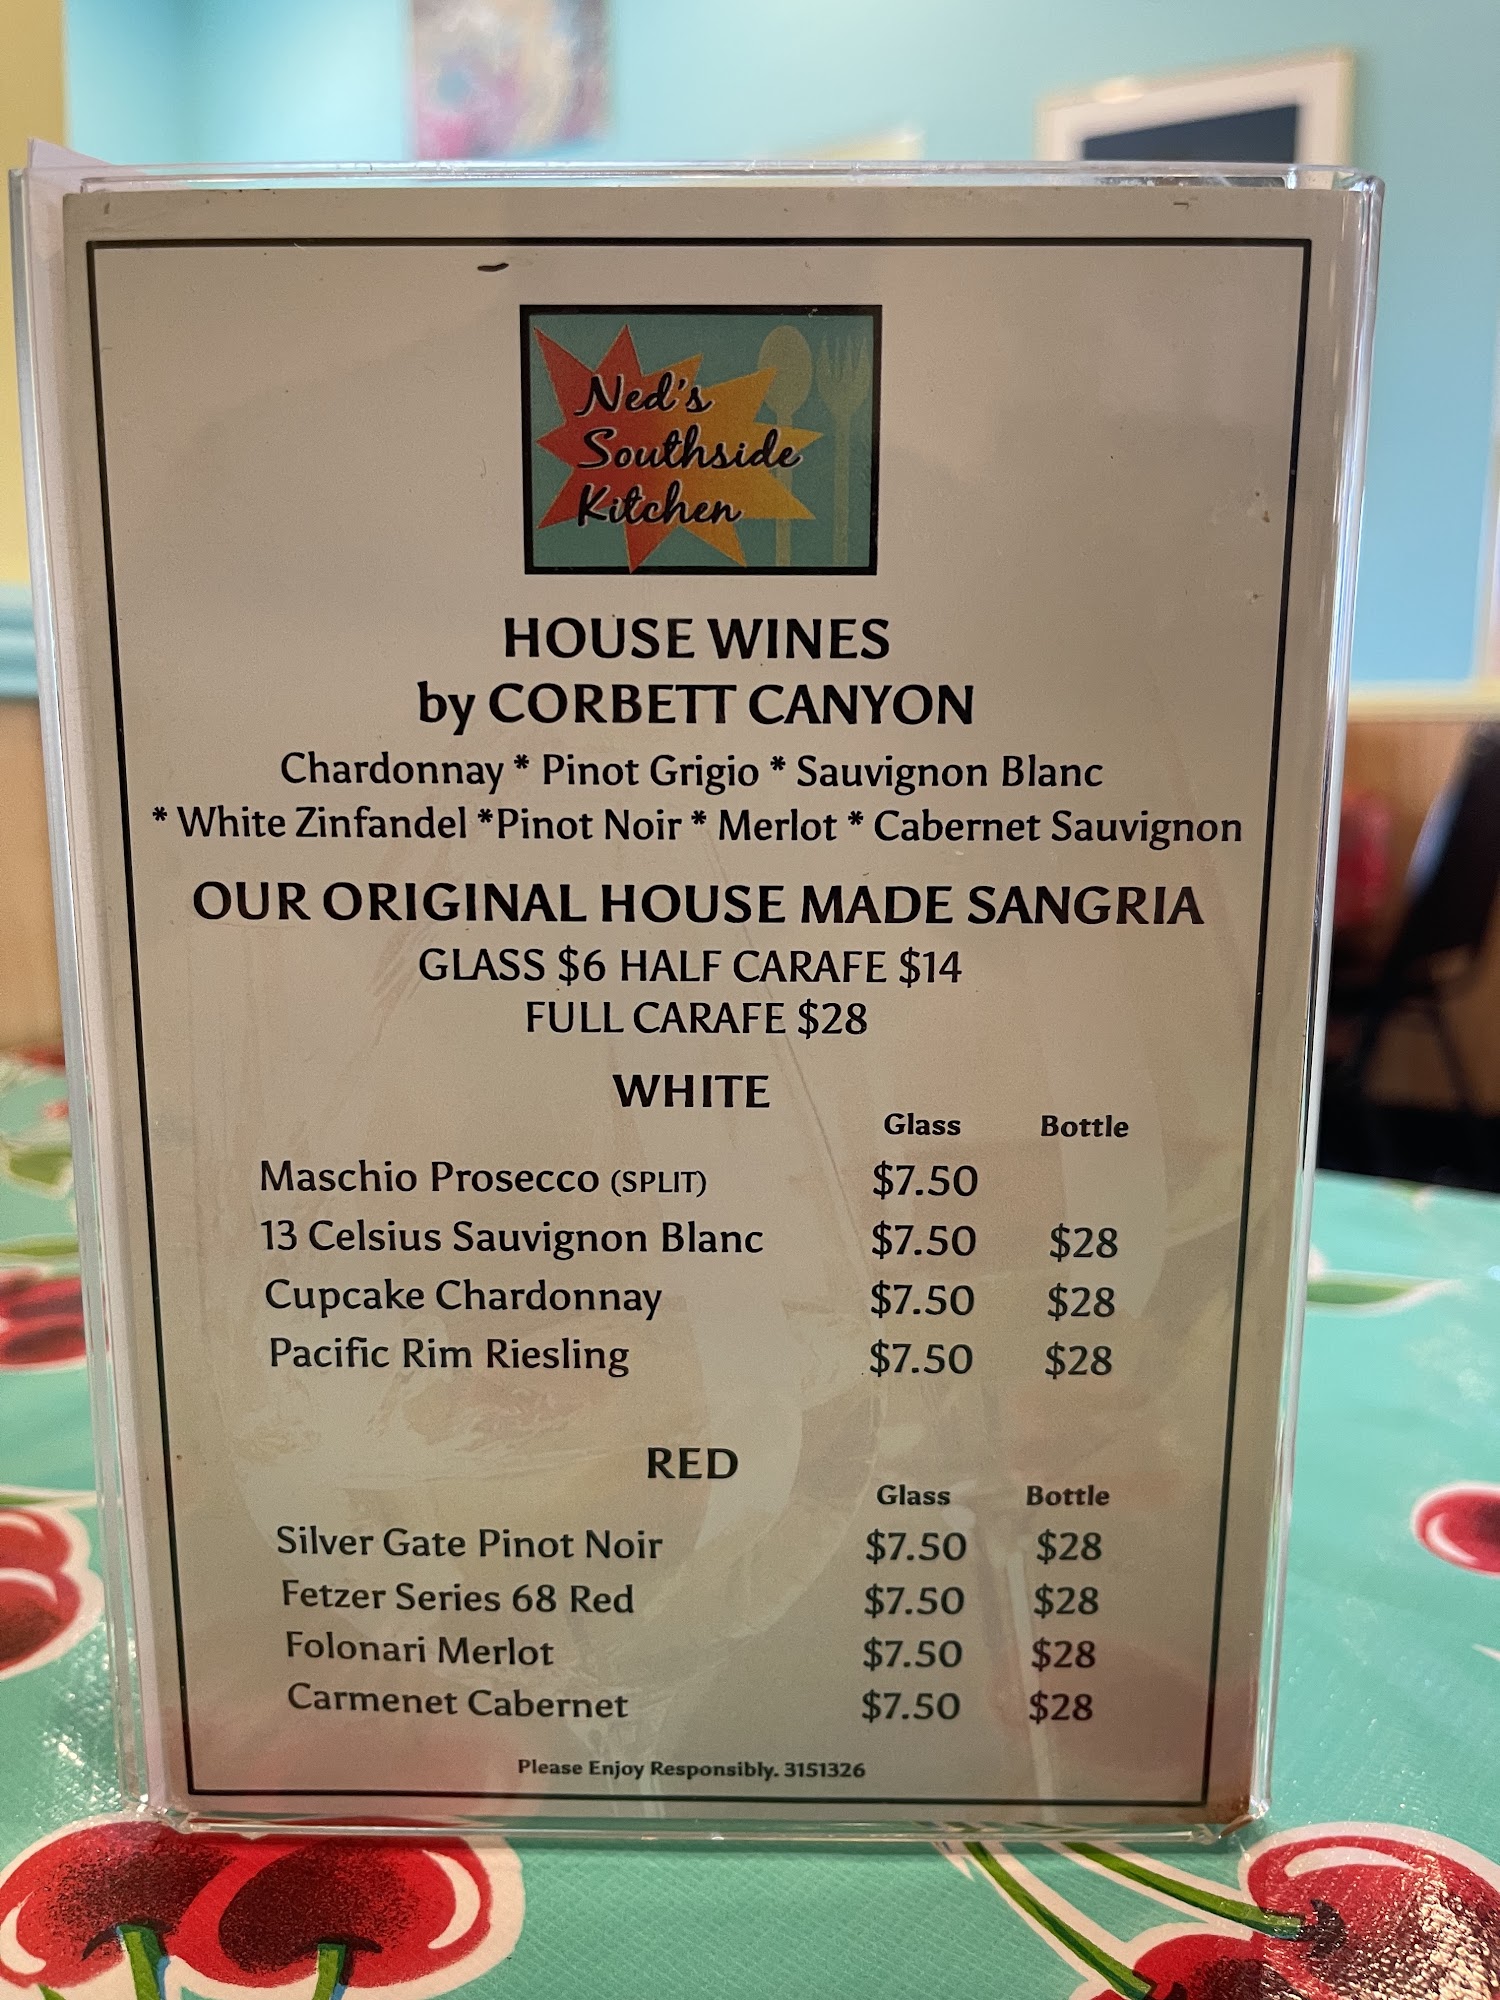 Ned's
Southside
Kitchen
HOUSE WINES
by CORBETT CANYON
Chardonnay * Pinot Grigio * Sauvignon Blanc
* White Zinfandel *Pinot Noir * Merlot * Cabernet Sauvignon
OUR ORIGINAL HOUSE MADE SANGRIA
GLASS $6 HALF CARAFE $14
FULL CARAFE $28
WHITE
Glass Bottle
Maschio Prosecco (SPLIT) $7.50
13 Celsius Sauvignon Blanc $7.50 $28
Cupcake Chardonnay $7.50 $28
Pacific Rim Riesling $7.50 $28
RED
Glass Bottle
Silver Gate Pinot Noir $7.50 $28
Fetzer Series 68 Red $7.50 $28
Folonari Merlot $7.50 $28
Carmenet Cabernet $7.50 $28
Please Enjoy Responsibly. 3151326